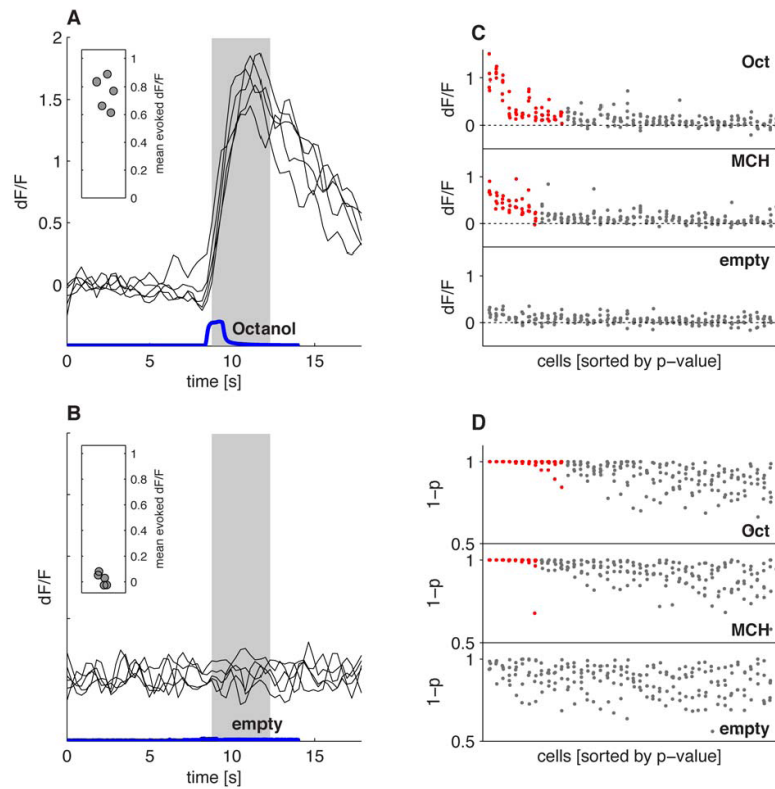 A
2
1.5
1
0.5
0
dF/F
1
0.8
0.6
0.4
0.2
0
mean evoked dF/F
Octanol
0
5
10
15
time [s]
B
dF/F
1
0.8
0.6
0.4
0.2
0
mean evoked dF/F
empty
0
5
10
15
time [s]
C
Oct
1
0
dF/F
MCH
1
0
dF/F
empty
1
0
dF/F
cells [sorted by p-value]
D
1
1-p
Oct
0.5
1
1-p
MCH
0.5
1
1-p
empty
0.5
cells [sorted by p-value]